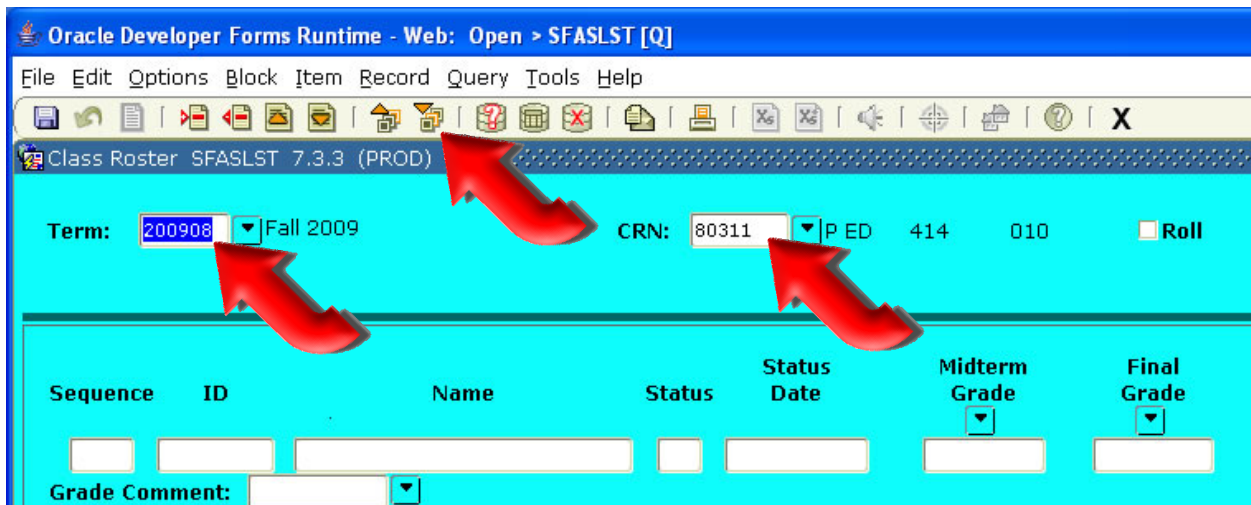 Oracle Developer Forms Runtime - Web: Open > SFASLST [Q]
File Edit Options Block Item Record Query Tools Help
X
Class Roster SFASLST 7.3.3 (PROD)
Term: 200908 Fall 2009 CRN: 80311 P ED 414 010 Roll
Status Midterm Final
Sequence ID Name Status Date Grade Grade
Grade Comment: